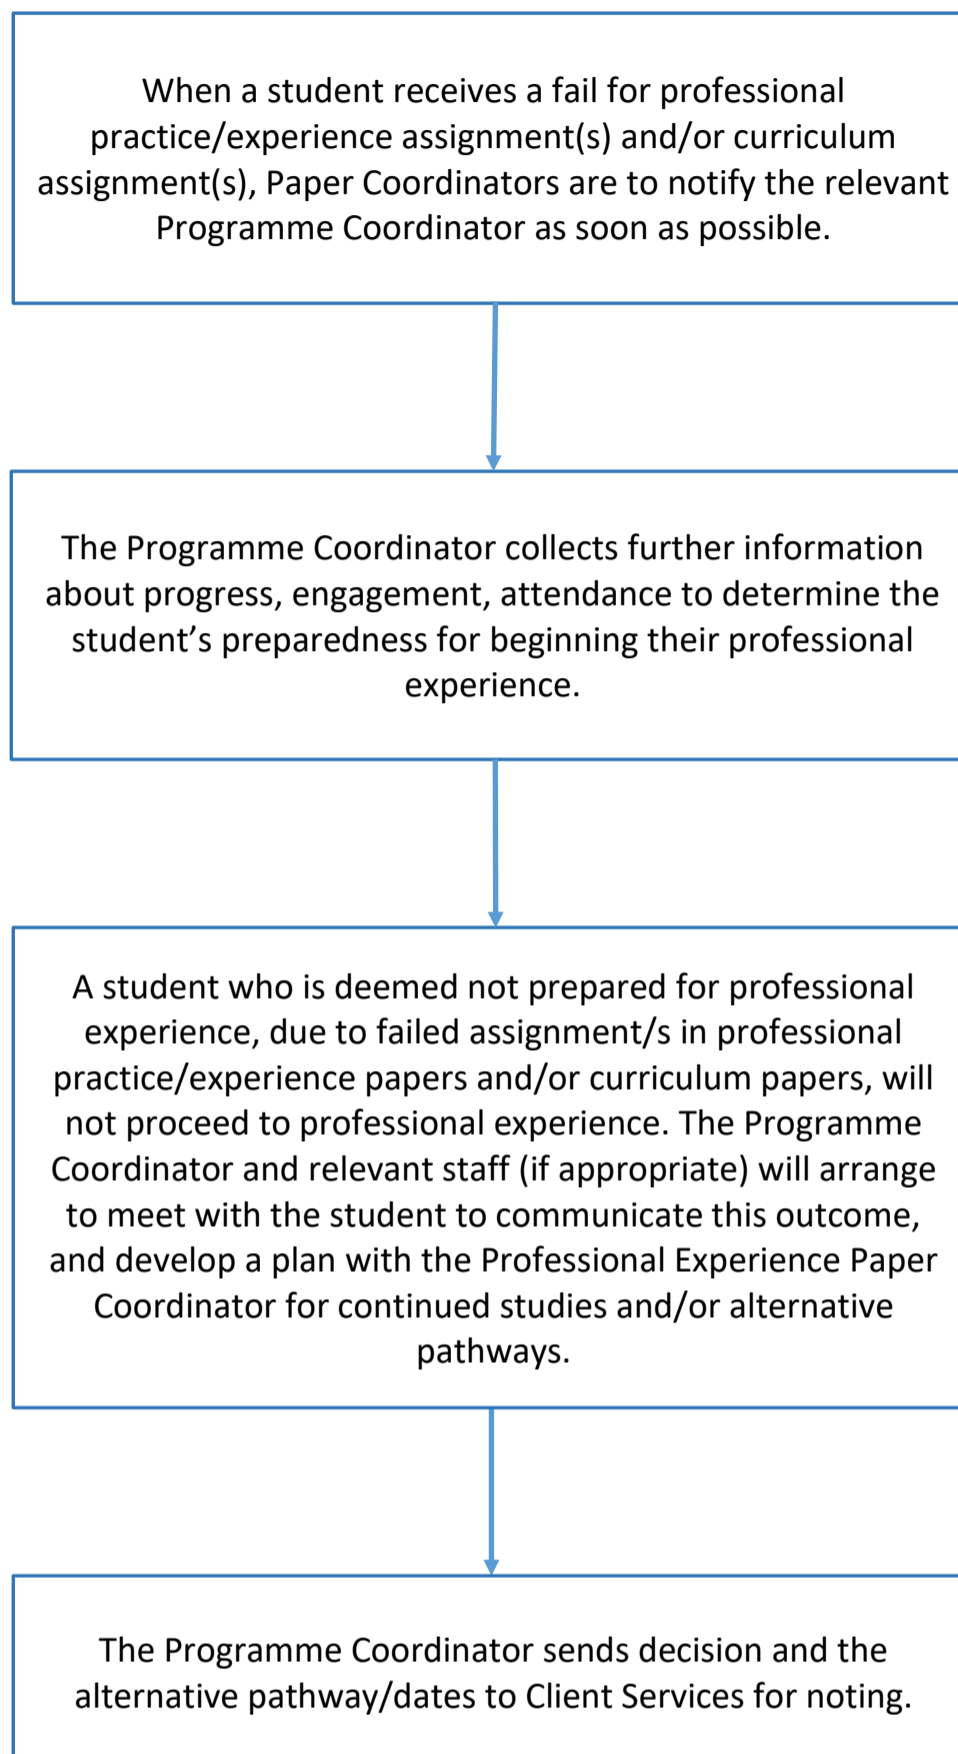 When a student receives a fail for professional
practice/experience assignment(s) and/or curriculum
assignment(s), Paper Coordinators are to notify the relevant
Programme Coordinator as soon as possible.
The Programme Coordinator collects further information
about progress, engagement, attendance to determine the
student’s preparedness for beginning their professional
experience.
A student who is deemed not prepared for professional
experience, due to failed assignment/s in professional
practice/experience papers and/or curriculum papers, will
not proceed to professional experience. The Programme
Coordinator and relevant staff (if appropriate) will arrange
to meet with the student to communicate this outcome,
and develop a plan with the Professional Experience Paper
Coordinator for continued studies and/or alternative
pathways.
The Programme Coordinator sends decision and the
alternative pathway/dates to Client Services for noting.